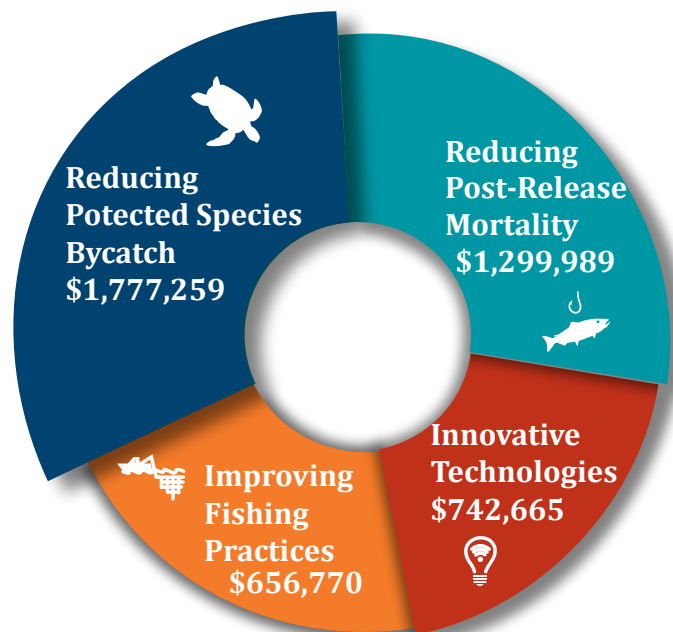 Reducing
Potected Species
Bycatch
$1,777,259
Reducing
Post-Release
Mortality
$1,299,989
Innovative
Technologies
$742,665
Improving
Fishing
Practices
$656,770